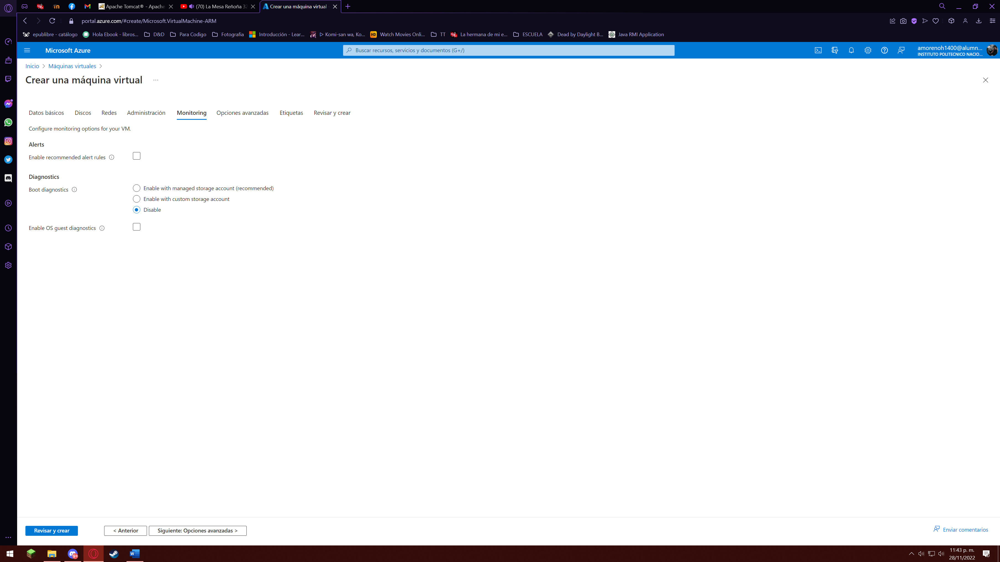 Apache Tomcat® - Apache
(70) La Mesa Reñoña 32
Crear una máquina virtual
portal.azure.com/#create/Microsoft.VirtualMachine-ARM
epublibre - catálogo
Hola Ebook - libros...
D&D
Para Codigo
Fotografia
Introducción - Lear...
▷ Komi-san wa, Ko...
HD
Watch Movies Onli...
TT
La hermana de mi e...
ESCUELA
Dead by Daylight B...
Java RMI Application
Microsoft Azure
Buscar recursos, servicios y documentos (G+/)
amorenoh1400@alumn...
INSTITUTO POLITECNICO NACIO...
Inicio > Máquinas virtuales >
Crear una máquina virtual ...
Datos básicos
Discos
Redes
Administración
Monitoring
Opciones avanzadas
Etiquetas
Revisar y crear
Configure monitoring options for your VM.
Alerts
Enable recommended alert rules
Diagnostics
Boot diagnostics
Enable with managed storage account (recommended)
Enable with custom storage account
Disable
Enable OS guest diagnostics
Revisar y crear
< Anterior
Siguiente: Opciones avanzadas >
Enviar comentarios
9+
W
11:43 p. m.
28/11/2022